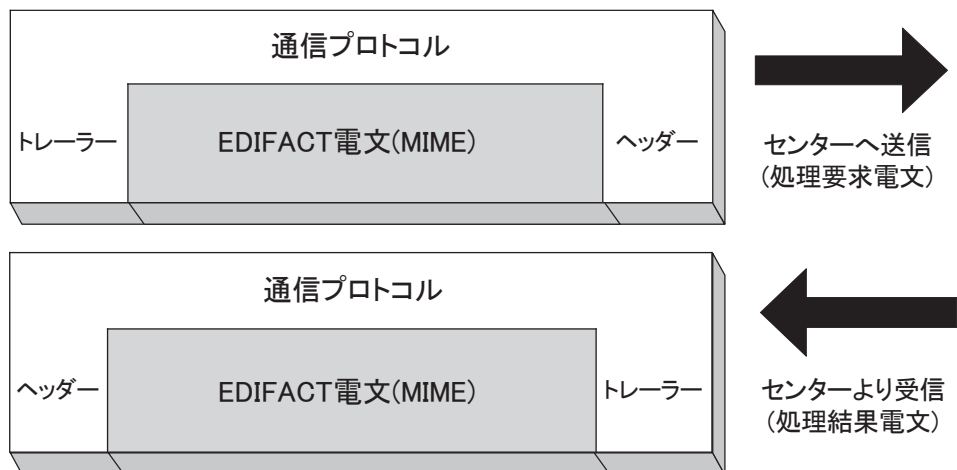 通信プロトコル
トレーラー
EDIFACT電文(MIME)
ヘッダー
センターへ送信
(処理要求電文)
通信プロトコル
ヘッダー
EDIFACT電文(MIME)
トレーラー
センターより受信
(処理結果電文)